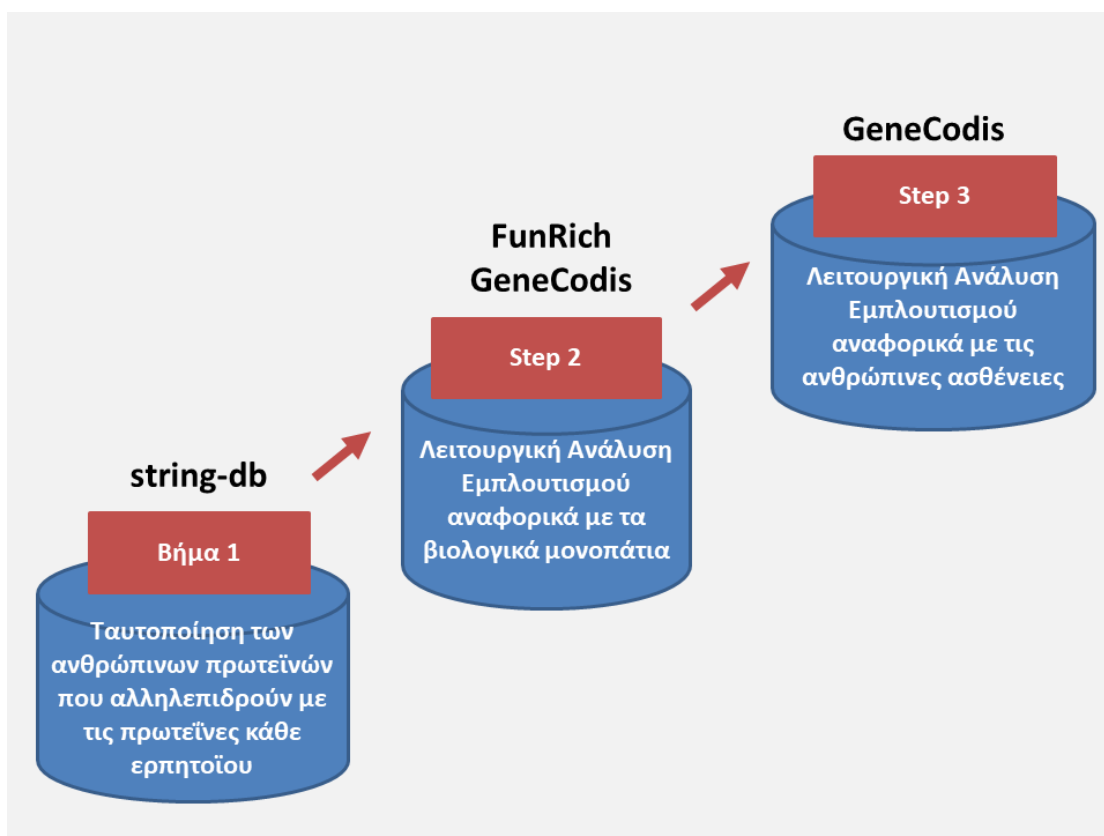 GeneCodis
Step 3
Λειτουργική Ανάλυση
Εμπλουτισμού
αναφορικά με τις
ανθρώπινες ασθένειες
FunRich
GeneCodis
Step 2
Λειτουργική Ανάλυση
Εμπλουτισμού
αναφορικά με τα
βιολογικά μονοπάτια
string-db
Βήμα 1
Ταυτοποίηση των
ανθρώπινων πρωτεϊνών
που αλληλεπιδρούν με
τις πρωτεΐνες κάθε
ερπητοϊου